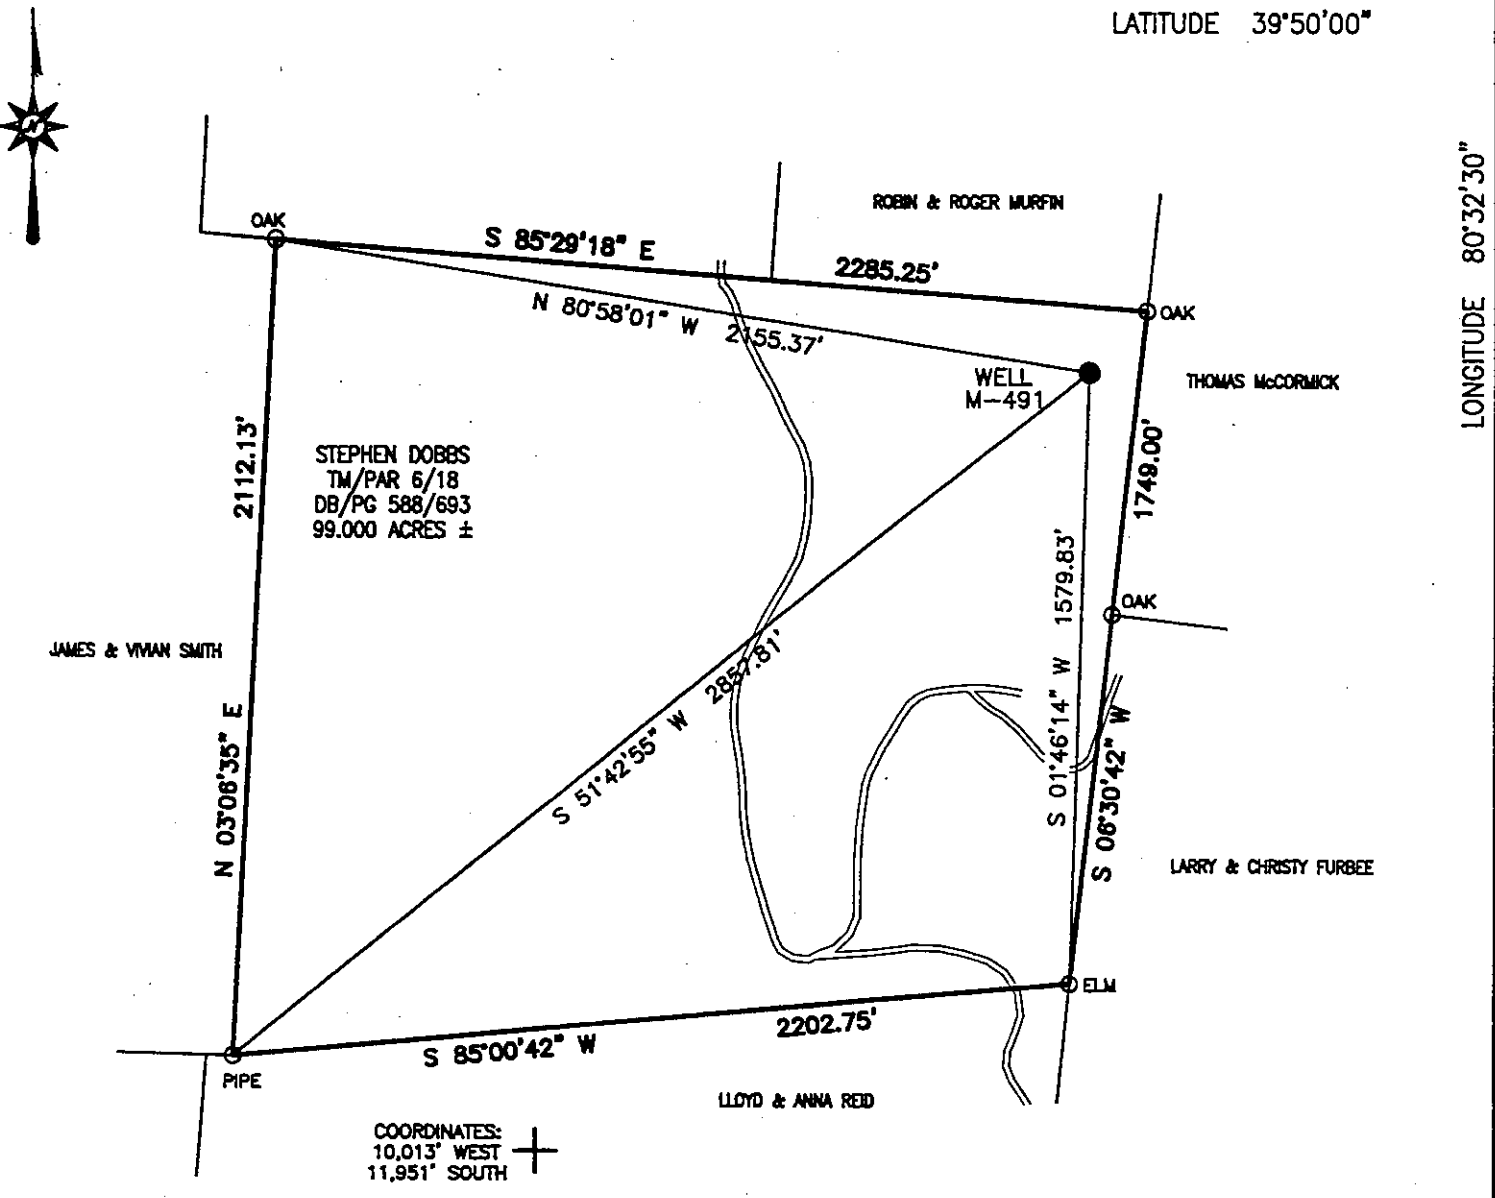 LATITUDE 39°50'00"
LONGITUDE 80°32'30"
N
ROBIN & ROGER MURFIN
OAK
S 85°29'18" E
2285.25'
OAK
N 80°58'01" W 2155.37'
WELL
M-491
THOMAS McCORMICK
2112.13'
1749.00'
STEPHEN DOBBS
TM/PAR 6/18
DB/PG 588/693
99.000 ACRES ±
OAK
JAMES & VIVIAN SMITH
S 51°42'55" W 2857.81'
S 01°46'14" W 1579.83'
N 03°06'35" E
S 06°30'42" W
LARRY & CHRISTY FURBEE
ELM
2202.75'
S 85°00'42" W
PIPE
LLOYD & ANNA REID
COORDINATES:
10,013' WEST
11,951' SOUTH